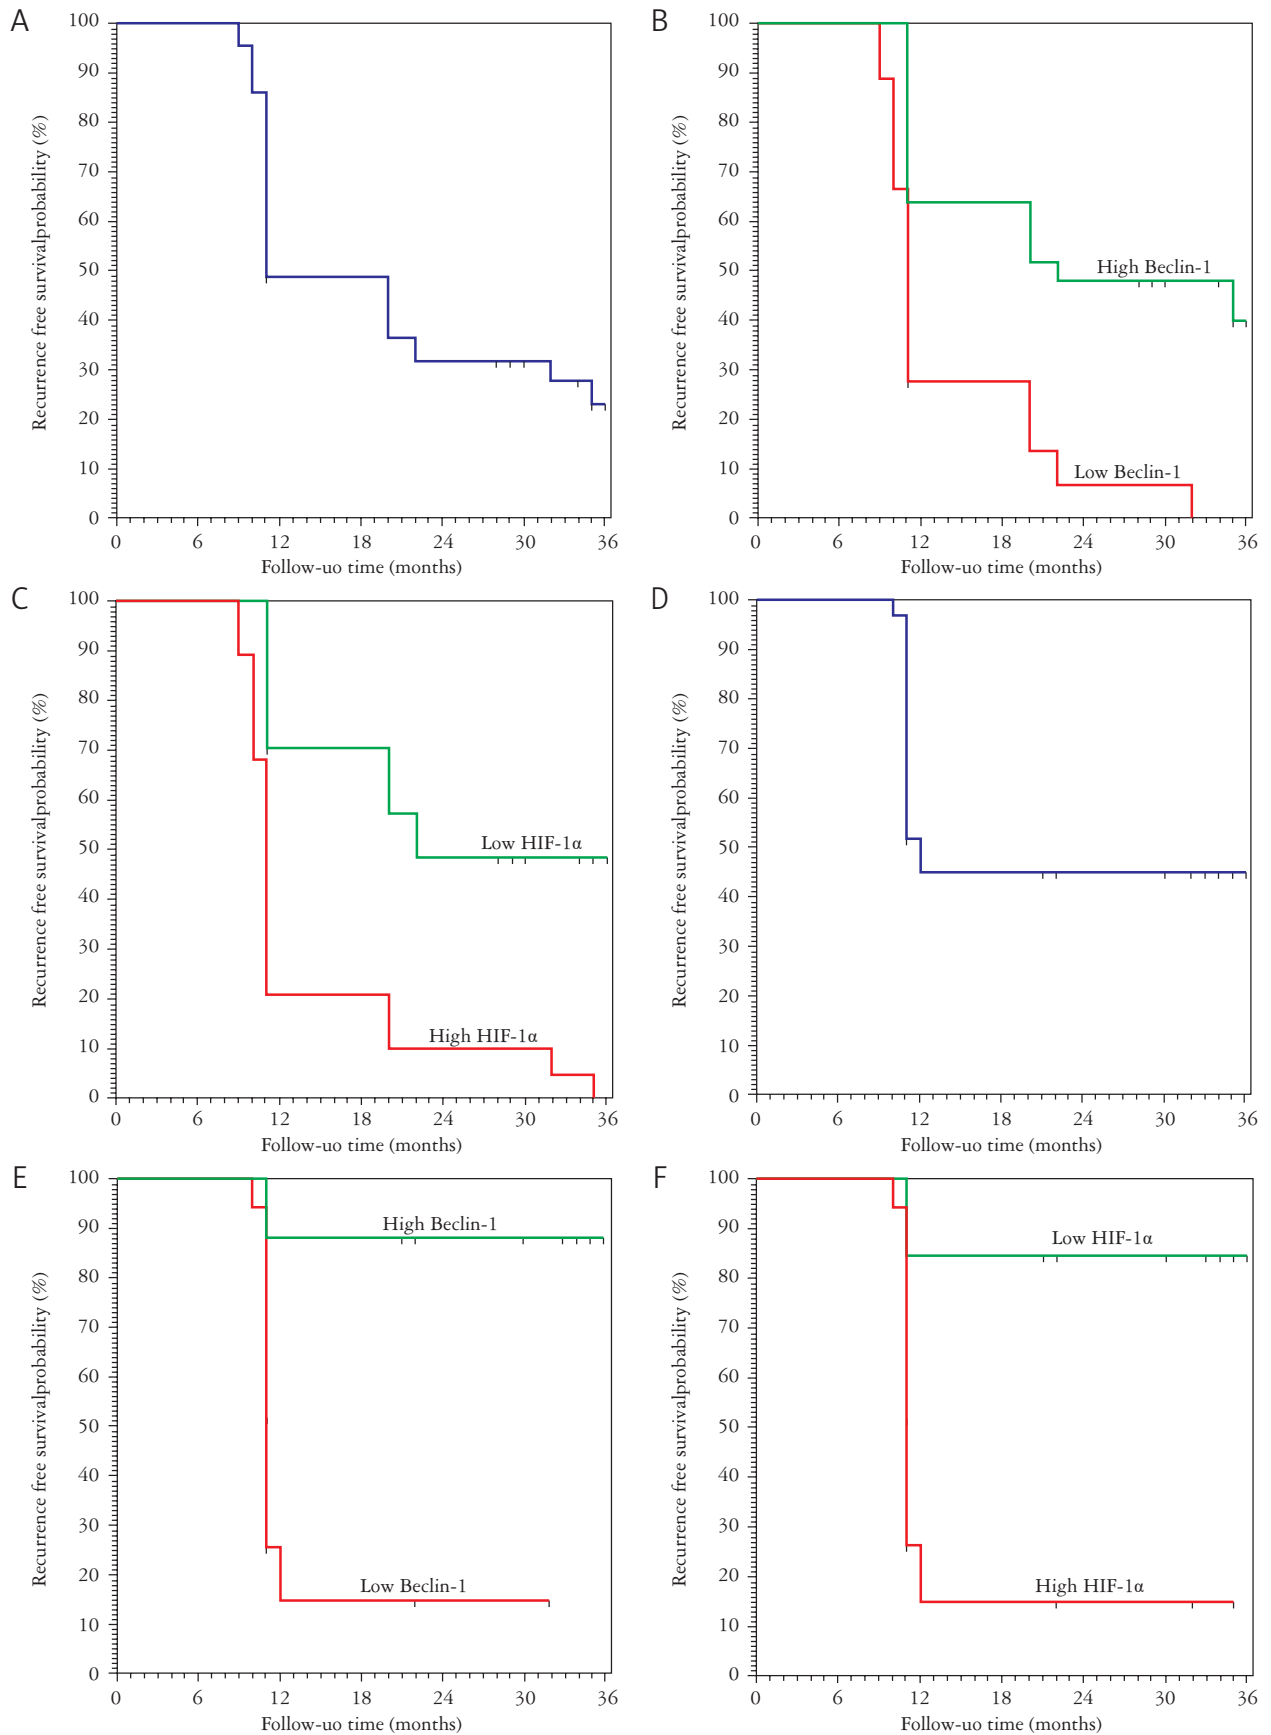 A
100
90
80
70
60
50
40
30
20
10
0
0 6 12 18 24 30 36
Recurrence free survivalprobability (%)
Follow-uo time (months)
B
100
90
80
70
60
50
40
30
20
10
0
0 6 12 18 24 30 36
Recurrence free survivalprobability (%)
Follow-uo time (months)
High Beclin-1
Low Beclin-1
C
100
90
80
70
60
50
40
30
20
10
0
0 6 12 18 24 30 36
Recurrence free survivalprobability (%)
Follow-uo time (months)
Low HIF-1α
High HIF-1α
D
100
90
80
70
60
50
40
30
20
10
0
0 6 12 18 24 30 36
Recurrence free survivalprobability (%)
Follow-uo time (months)
E
100
90
80
70
60
50
40
30
20
10
0
0 6 12 18 24 30 36
Recurrence free survivalprobability (%)
Follow-uo time (months)
High Beclin-1
Low Beclin-1
F
100
90
80
70
60
50
40
30
20
10
0
0 6 12 18 24 30 36
Recurrence free survivalprobability (%)
Follow-uo time (months)
Low HIF-1α
High HIF-1α